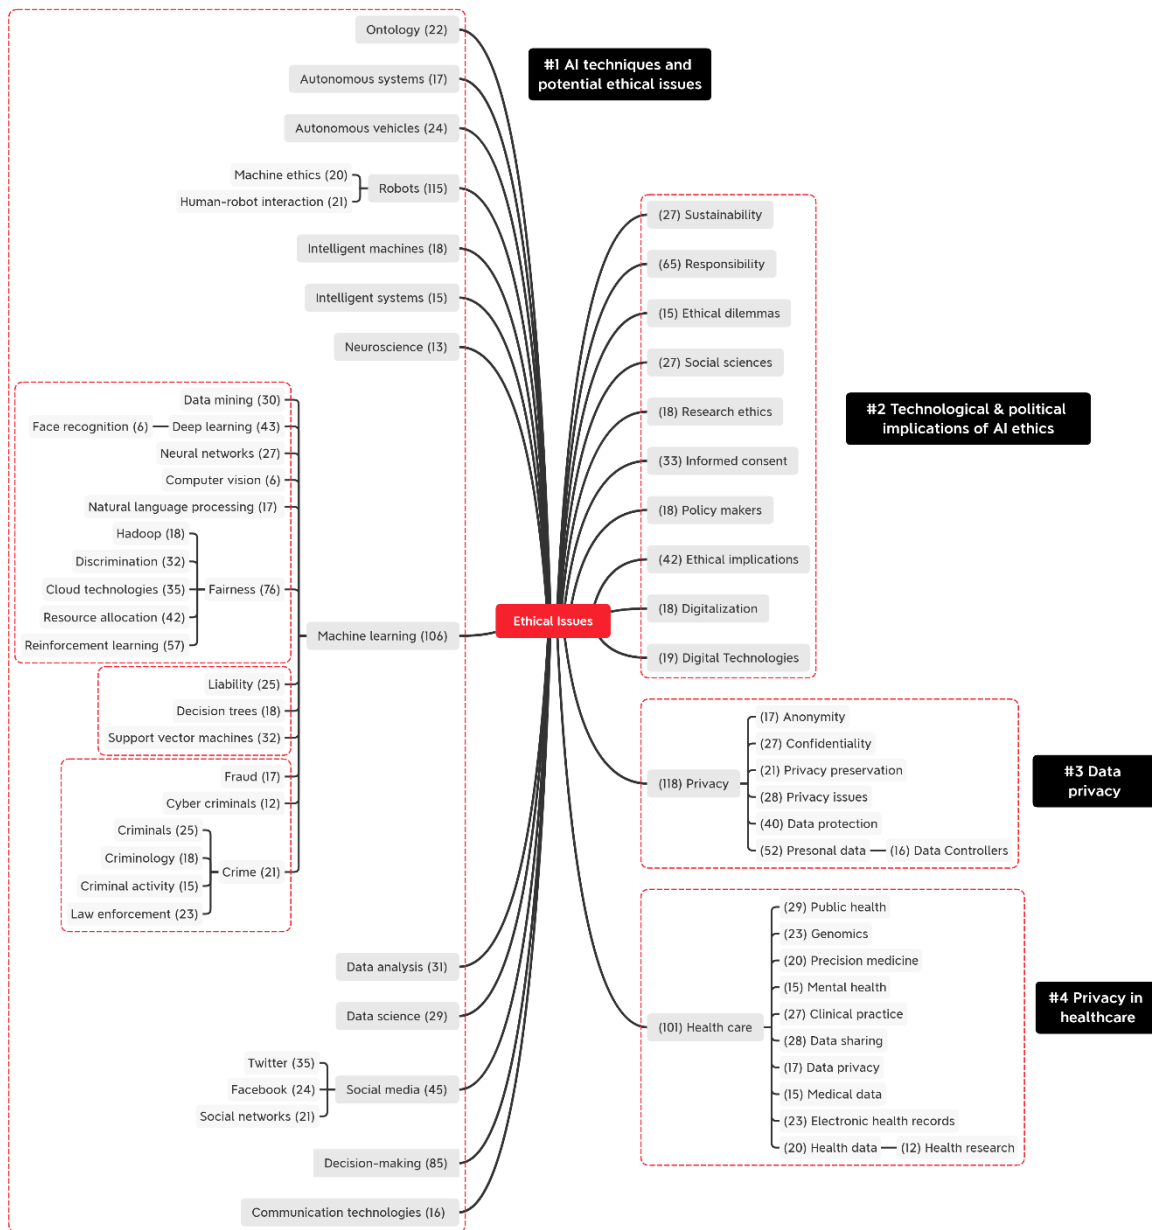 Ontology (22)
#1 AI techniques and
potential ethical issues
Autonomous systems (17)
Autonomous vehicles (24)
Machine ethics (20)
Human-robot interaction (21)
Robots (115)
Intelligent machines (18)
Intelligent systems (15)
Neuroscience (13)
Data mining (30)
Face recognition (6)
Deep learning (43)
Neural networks (27)
Computer vision (6)
Natural language processing (17)
Hadoop (18)
Discrimination (32)
Cloud technologies (35)
Resource allocation (42)
Reinforcement learning (57)
Fairness (76)
Machine learning (106)
Liability (25)
Decision trees (18)
Support vector machines (32)
Fraud (17)
Cyber criminals (12)
Criminals (25)
Criminology (18)
Criminal activity (15)
Law enforcement (23)
Crime (21)
Data analysis (31)
Data science (29)
Twitter (35)
Facebook (24)
Social networks (21)
Social media (45)
Decision-making (85)
Communication technologies (16)
Ethical Issues
(27) Sustainability
(65) Responsibility
(15) Ethical dilemmas
(27) Social sciences
(18) Research ethics
(33) Informed consent
(18) Policy makers
(42) Ethical implications
(18) Digitalization
(19) Digital Technologies
#2 Technological & political
implications of AI ethics
(118) Privacy
(17) Anonymity
(27) Confidentiality
(21) Privacy preservation
(28) Privacy issues
(40) Data protection
(52) Presonal data
(16) Data Controllers
#3 Data
privacy
(101) Health care
(29) Public health
(23) Genomics
(20) Precision medicine
(15) Mental health
(27) Clinical practice
(28) Data sharing
(17) Data privacy
(15) Medical data
(23) Electronic health records
(20) Health data
(12) Health research
#4 Privacy in
healthcare